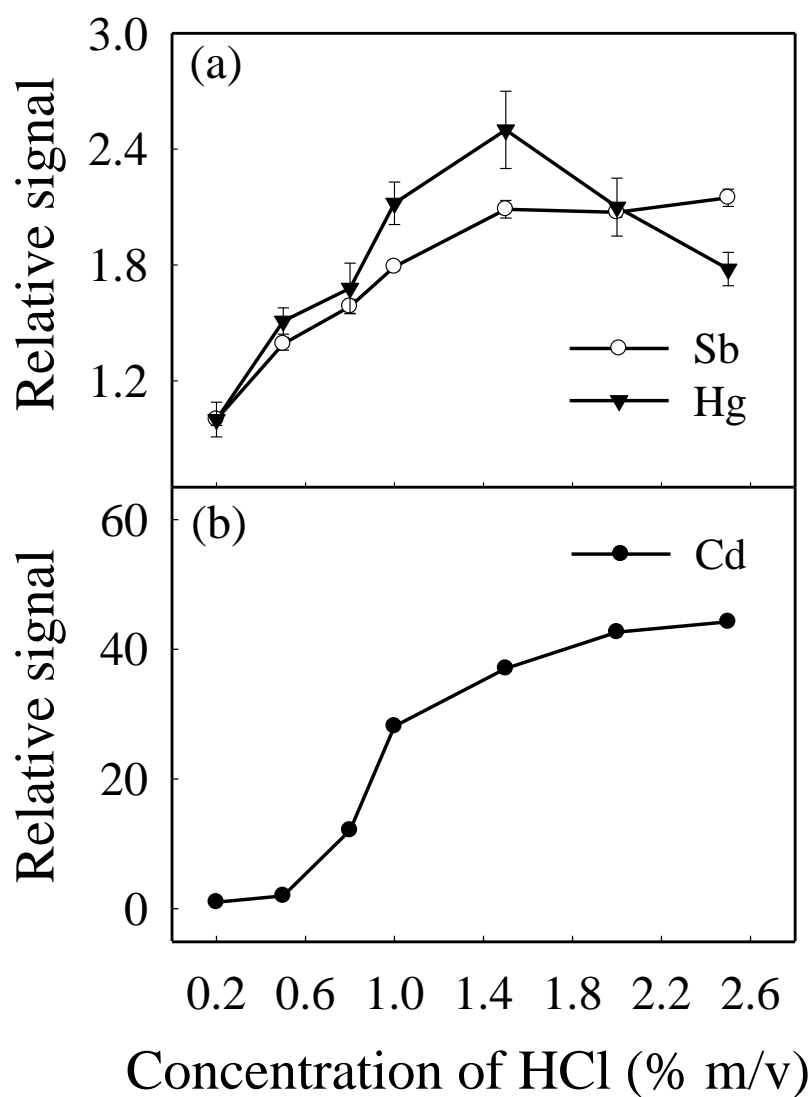 3.0
(a)
2.4
1.8
1.2
Relative signal
Sb
Hg
60
(b)
40
20
0
Relative signal
Cd
0.2 0.6 1.0 1.4 1.8 2.2 2.6
Concentration of HCl (% m/v)